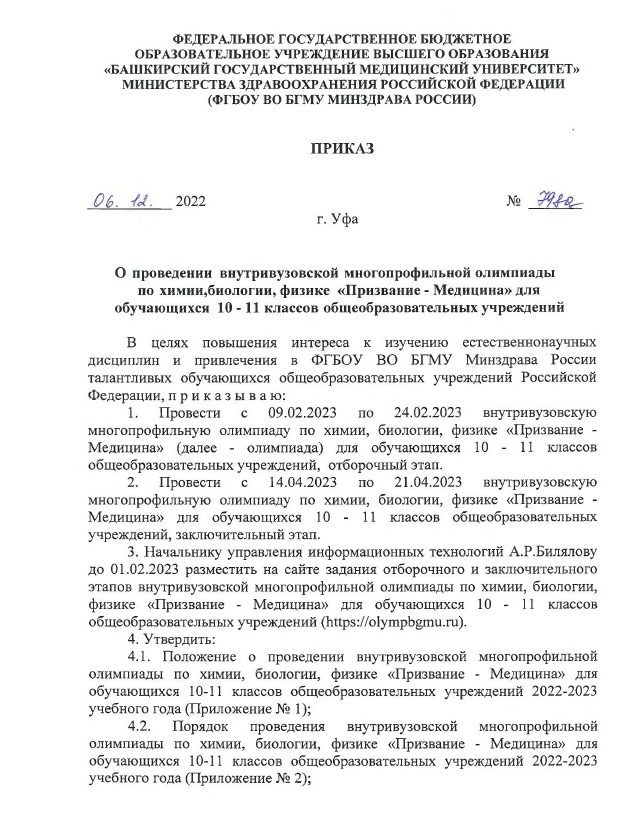 ФЕДЕРАЛЬНОЕ ГОСУДАРСТВЕННОЕ БЮДЖЕТНОЕ
ОБРАЗОВАТЕЛЬНОЕ УЧРЕЖДЕНИЕ ВЫСШЕГО ОБРАЗОВАНИЯ
«БАШКИРСКИЙ ГОСУДАРСТВЕННЫЙ МЕДИЦИНСКИЙ УНИВЕРСИТЕТ»
МИНИСТЕРСТВА ЗДРАВООХРАНЕНИЯ РОССИЙСКОЙ ФЕДЕРАЦИИ
(ФГБОУ ВО БГМУ МИНЗДРАВА РОССИИ)
ПРИКАЗ
06. 12. 2022 № 798а
г. Уфа
О проведении внутривузовской многопрофильной олимпиады
по химии,биологии, физике «Призвание - Медицина» для
обучающихся 10 - 11 классов общеобразовательных учреждений
В целях повышения интереса к изучению естественнонаучных
дисциплин и привлечения в ФГБОУ ВО БГМУ Минздрава России
талантливых обучающихся общеобразовательных учреждений Российской
Федерации, п р и к а з ы в а ю:
1. Провести с 09.02.2023 по 24.02.2023 внутривузовскую
многопрофильную олимпиаду по химии, биологии, физике «Призвание -
Медицина» (далее - олимпиада) для обучающихся 10 - 11 классов
общеобразовательных учреждений, отборочный этап.
2. Провести с 14.04.2023 по 21.04.2023 внутривузовскую
многопрофильную олимпиаду по химии, биологии, физике «Призвание -
Медицина» для обучающихся 10 - 11 классов общеобразовательных
учреждений, заключительный этап.
3. Начальнику управления информационных технологий А.Р.Билялову
до 01.02.2023 разместить на сайте задания отборочного и заключительного
этапов внутривузовской многопрофильной олимпиады по химии, биологии,
физике «Призвание - Медицина» для обучающихся 10 - 11 классов
общеобразовательных учреждений (https://olympbgmu.ru).
4. Утвердить:
4.1. Положение о проведении внутривузовской многопрофильной
олимпиады по химии, биологии, физике «Призвание - Медицина» для
обучающихся 10-11 классов общеобразовательных учреждений 2022-2023
учебного года (Приложение № 1);
4.2. Порядок проведения внутривузовской многопрофильной
олимпиады по химии, биологии, физике «Призвание - Медицина» для
обучающихся 10-11 классов общеобразовательных учреждений 2022-2023
учебного года (Приложение № 2);